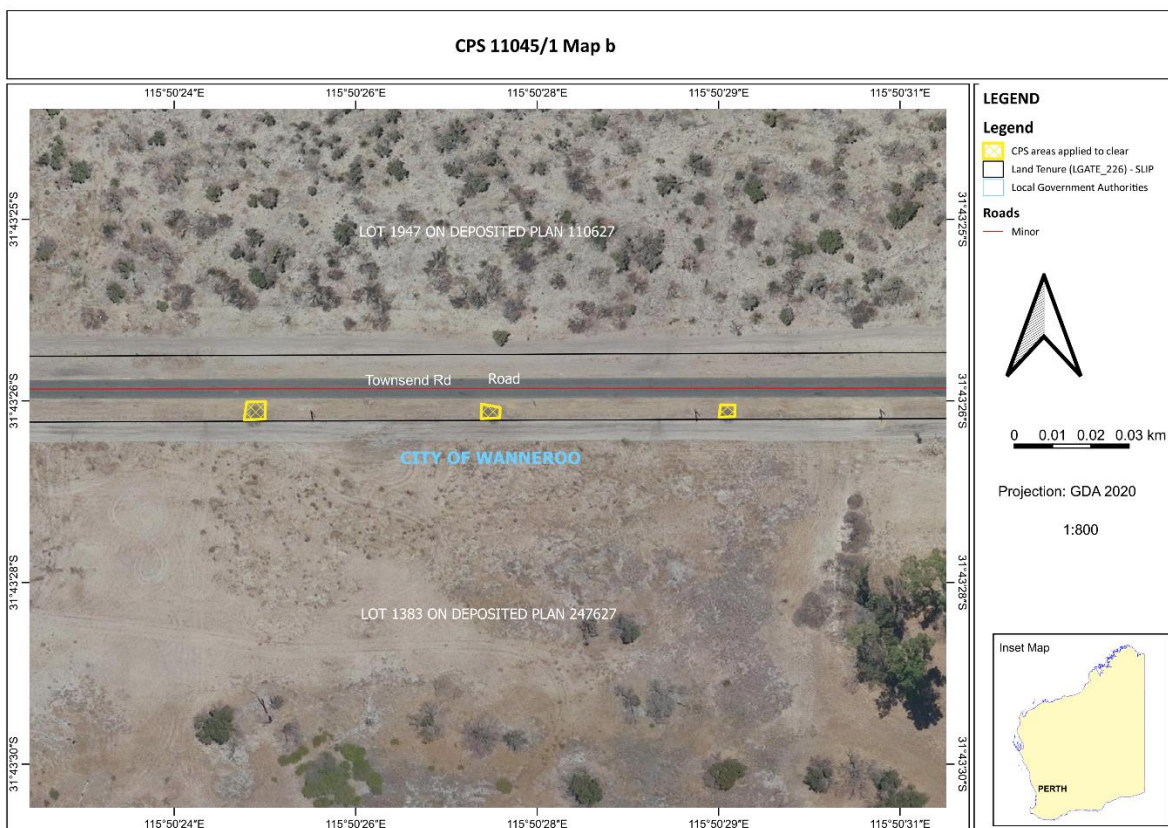 CPS 11045/1 Map b
115°50'24"E 115°50'26"E 115°50'28"E 115°50'29"E 115°50'31"E
31°43'25"S
31°43'25"S
LOT 1947 ON DEPOSITED PLAN 110627
31°43'26"S
31°43'26"S
Townsend Rd Road
CITY OF WANNEROO
31°43'28"S
31°43'28"S
LOT 1383 ON DEPOSITED PLAN 247627
31°43'30"S
31°43'30"S
115°50'24"E 115°50'26"E 115°50'28"E 115°50'29"E 115°50'31"E
LEGEND
Legend
CPS areas applied to clear
Land Tenure (LGATE_226) - SLIP
Local Government Authorities
Roads
Minor
0 0.01 0.02 0.03 km
Projection: GDA 2020
1:800
Inset Map
PERTH